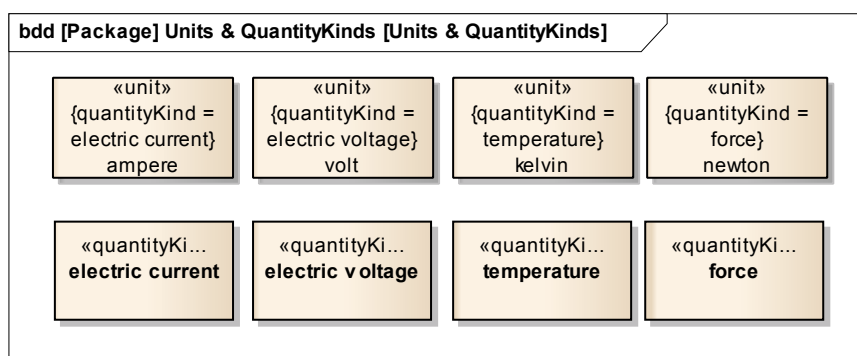 bdd [Package] Units & QuantityKinds [Units & QuantityKinds]
«unit»
{quantityKind =
electric current}
ampere
«unit»
{quantityKind =
electric voltage}
volt
«unit»
{quantityKind =
temperature}
kelvin
«unit»
{quantityKind =
force}
newton
«quantityKi...
electric current
«quantityKi...
electric voltage
«quantityKi...
temperature
«quantityKi...
force